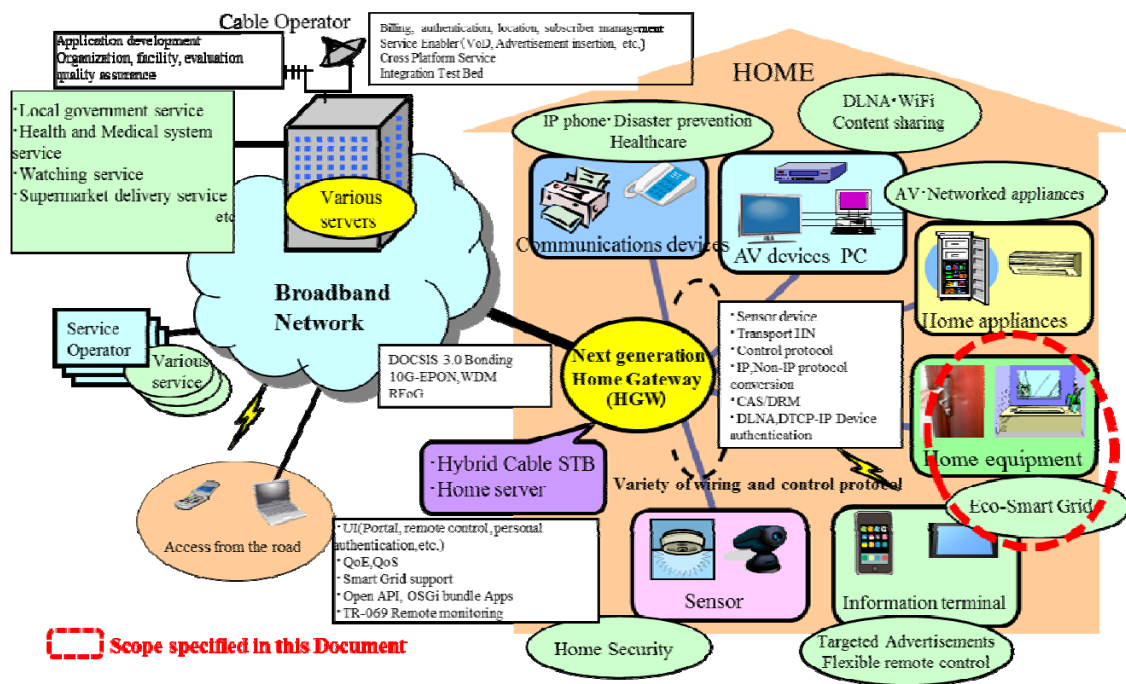 Cable Operator
Application development
Organization, facility, evaluation
quality assurance
Billing, authentication, location, subscriber management
Service Enabler (VoD, Advertisement insertion, etc.)
Cross Platform Service
Integration Test Bed
・Local government service
・Health and Medical system
service
・Watching service
・Supermarket delivery service
etc
Various
servers
Broadband
Network
Service
Operator
Various
service
DOCSIS 3.0 Bonding
10G-EPON,WDM
RFoG
Access from the road
HOME
IP phone・Disaster prevention
Healthcare
DLNA・WiFi
Content sharing
Communications devices
AV devices PC
AV・Networked appliances
Home appliances
Next generation
Home Gateway
(HGW)
・Sensor device
・Transport HN
・Control protocol
・IP,Non-IP protocol
conversion
・CAS/DRM
・DLNA,DTCP-IP Device
authentication
Home equipment
Eco-Smart Grid
・Hybrid Cable STB
・Home server
Variety of wiring and control protocol
・UI(Portal, remote control, personal
authentication,etc.)
・QoE,QoS
・Smart Grid support
・Open API, OSGi bundle Apps
・TR-069 Remote monitoring
Sensor
Home Security
Information terminal
Targeted Advertisements
Flexible remote control
Scope specified in this Document